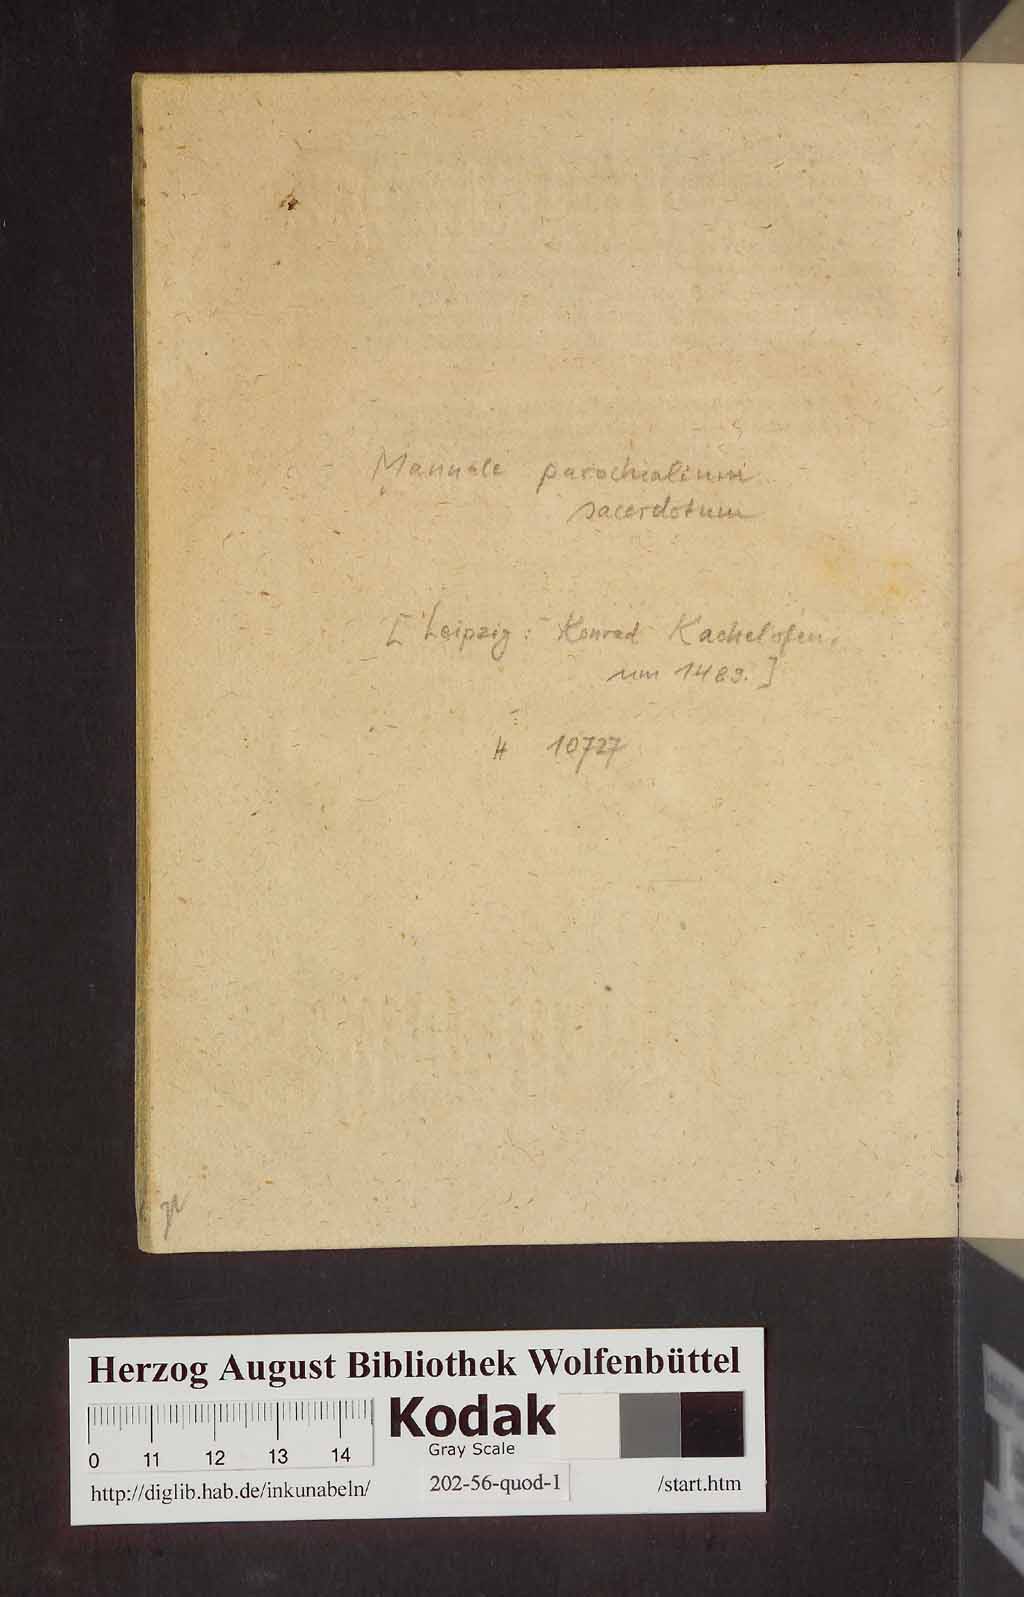 Manuale parochialium
sacerdotum
[Leipzig: Konrad Kachelofen,
um 1489.]
H 10727
Herzog August Bibliothek Wolfenbüttel
0 11 12 13 14
Kodak
Gray Scale
http://diglib.hab.de/inkunabeln/ 202-56-quod-1 /start.htm